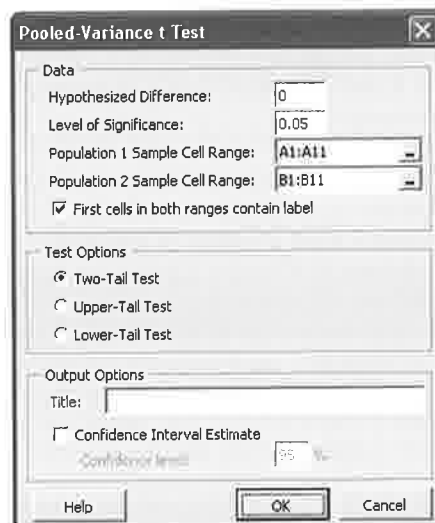 Pooled-Variance t Test
Data
Hypothesized Difference: 0
Level of Significance: 0.05
Population 1 Sample Cell Range: A1:A11
Population 2 Sample Cell Range: B1:B11
First cells in both ranges contain label
Test Options
Two-Tail Test
Upper-Tail Test
Lower-Tail Test
Output Options
Title:
Confidence Interval Estimate
Confidence level: 95 %
Help OK Cancel